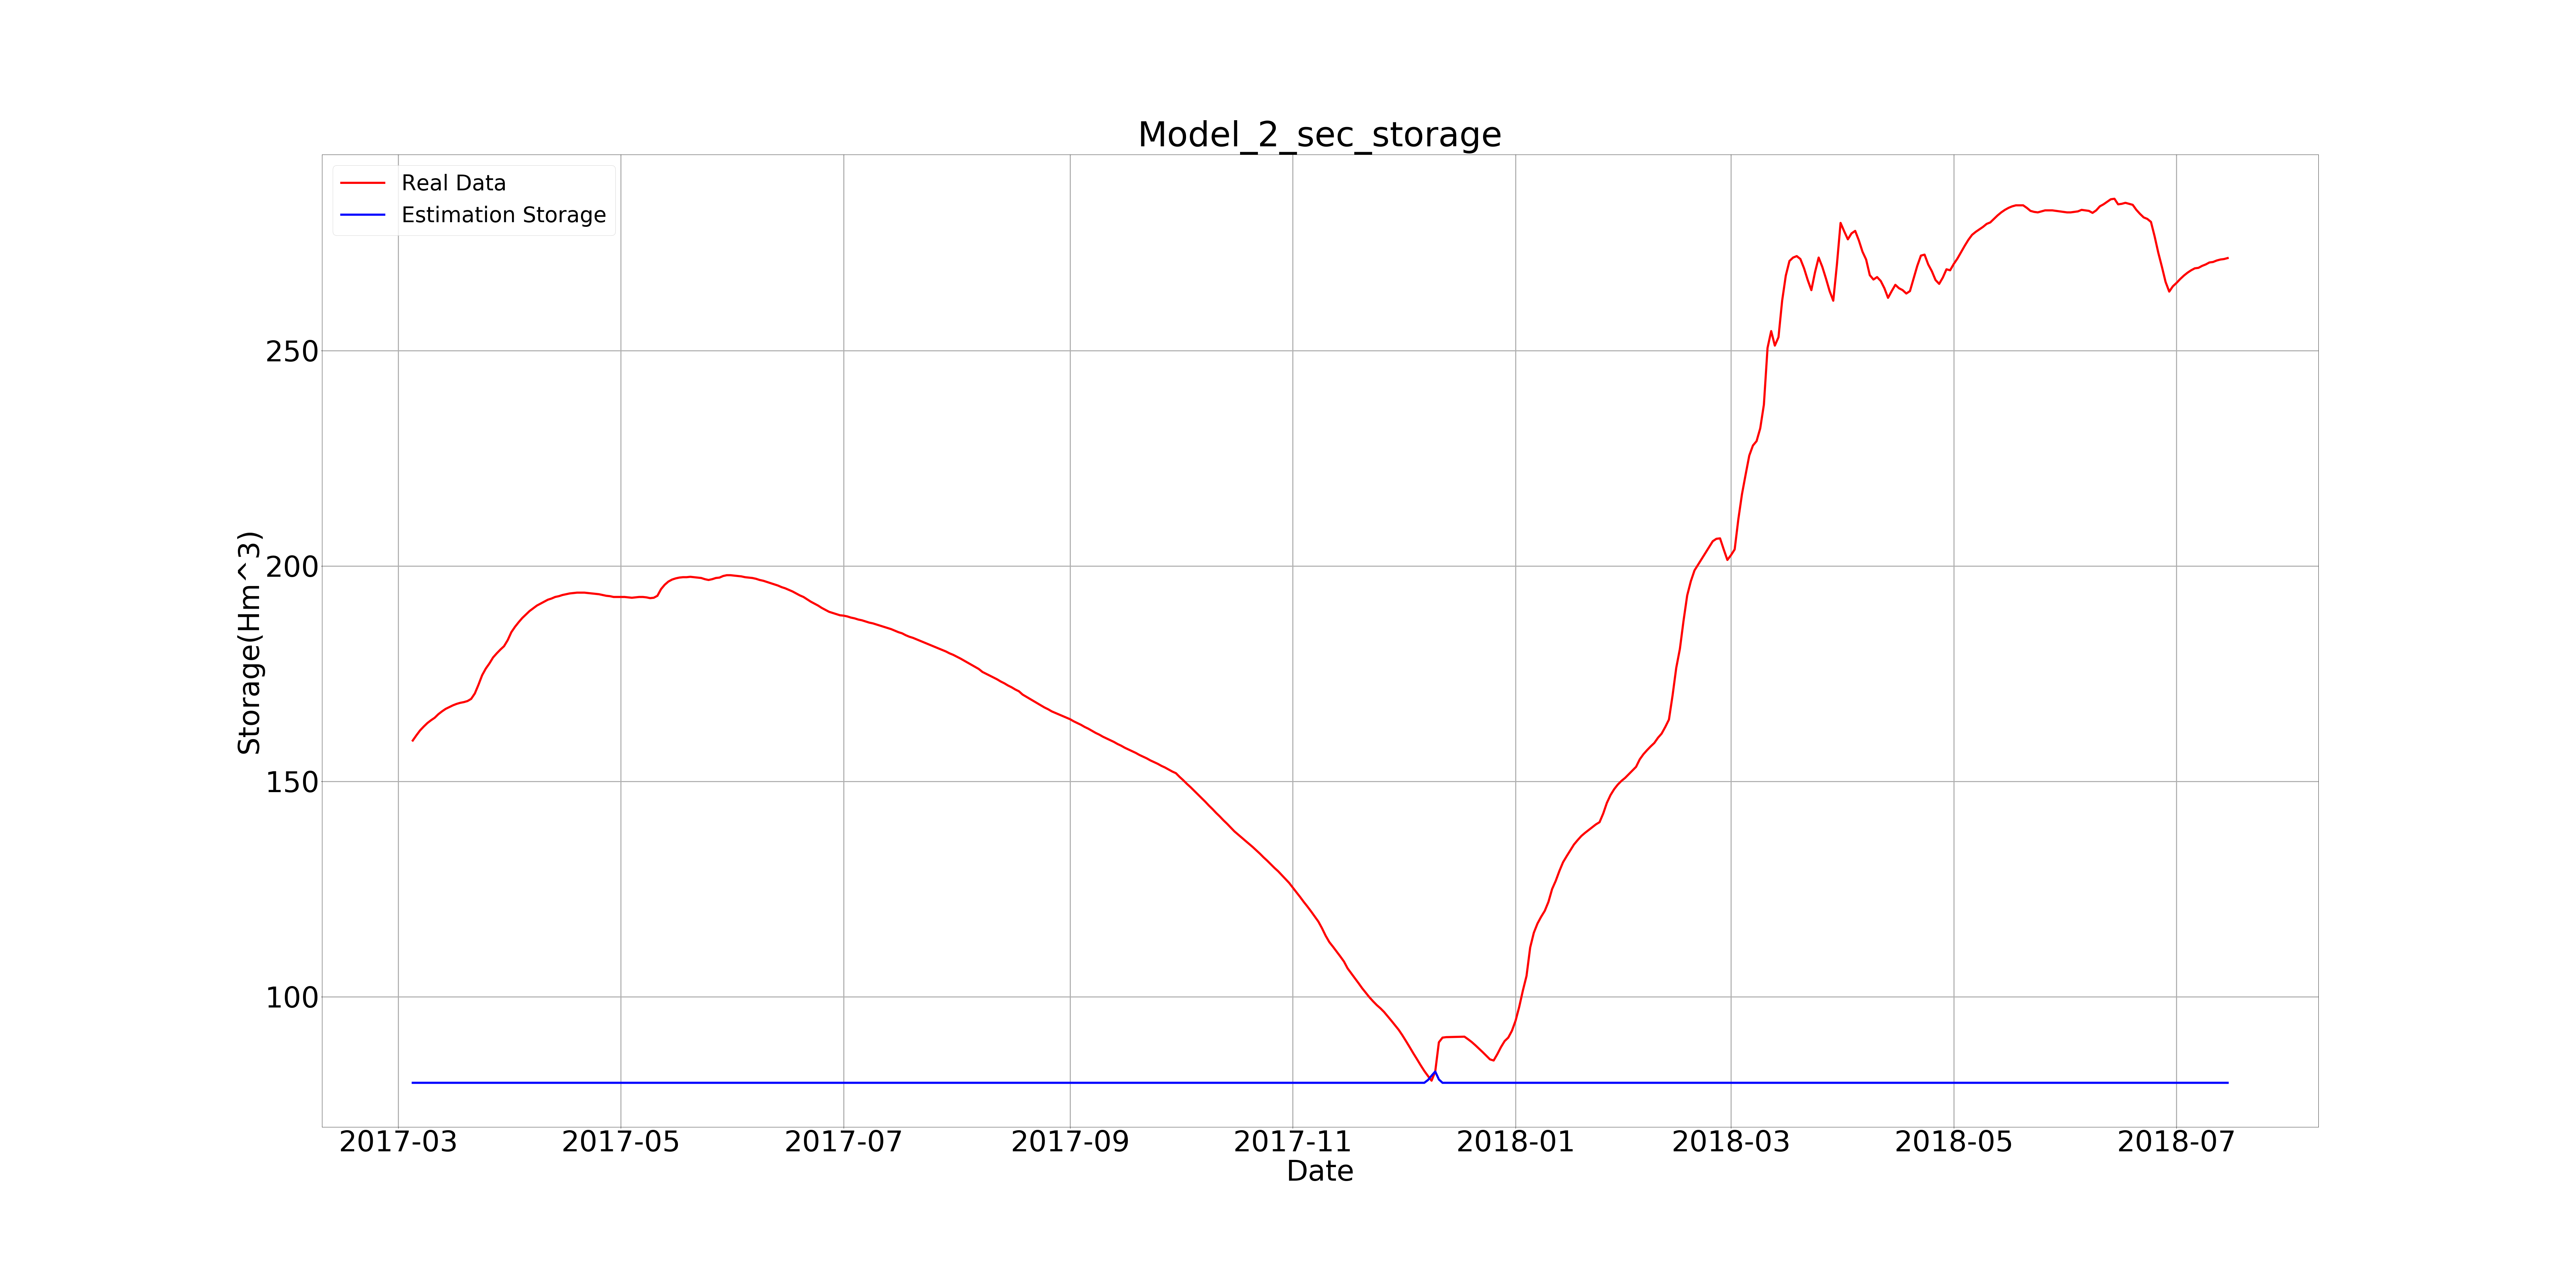 Model_2_sec_storage
Real Data
Estimation Storage
Storage(Hm^3)
250
200
150
100
2017-03 2017-05 2017-07 2017-09 2017-11 2018-01 2018-03 2018-05 2018-07
Date